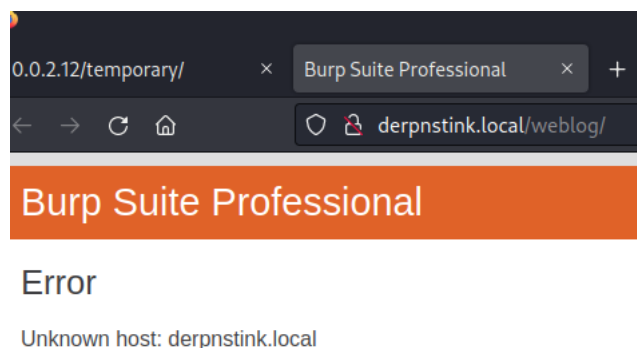 0.0.2.12/temporary/ × Burp Suite Professional × +
derpnstink.local/weblog/
Burp Suite Professional
Error
Unknown host: derpnstink.local